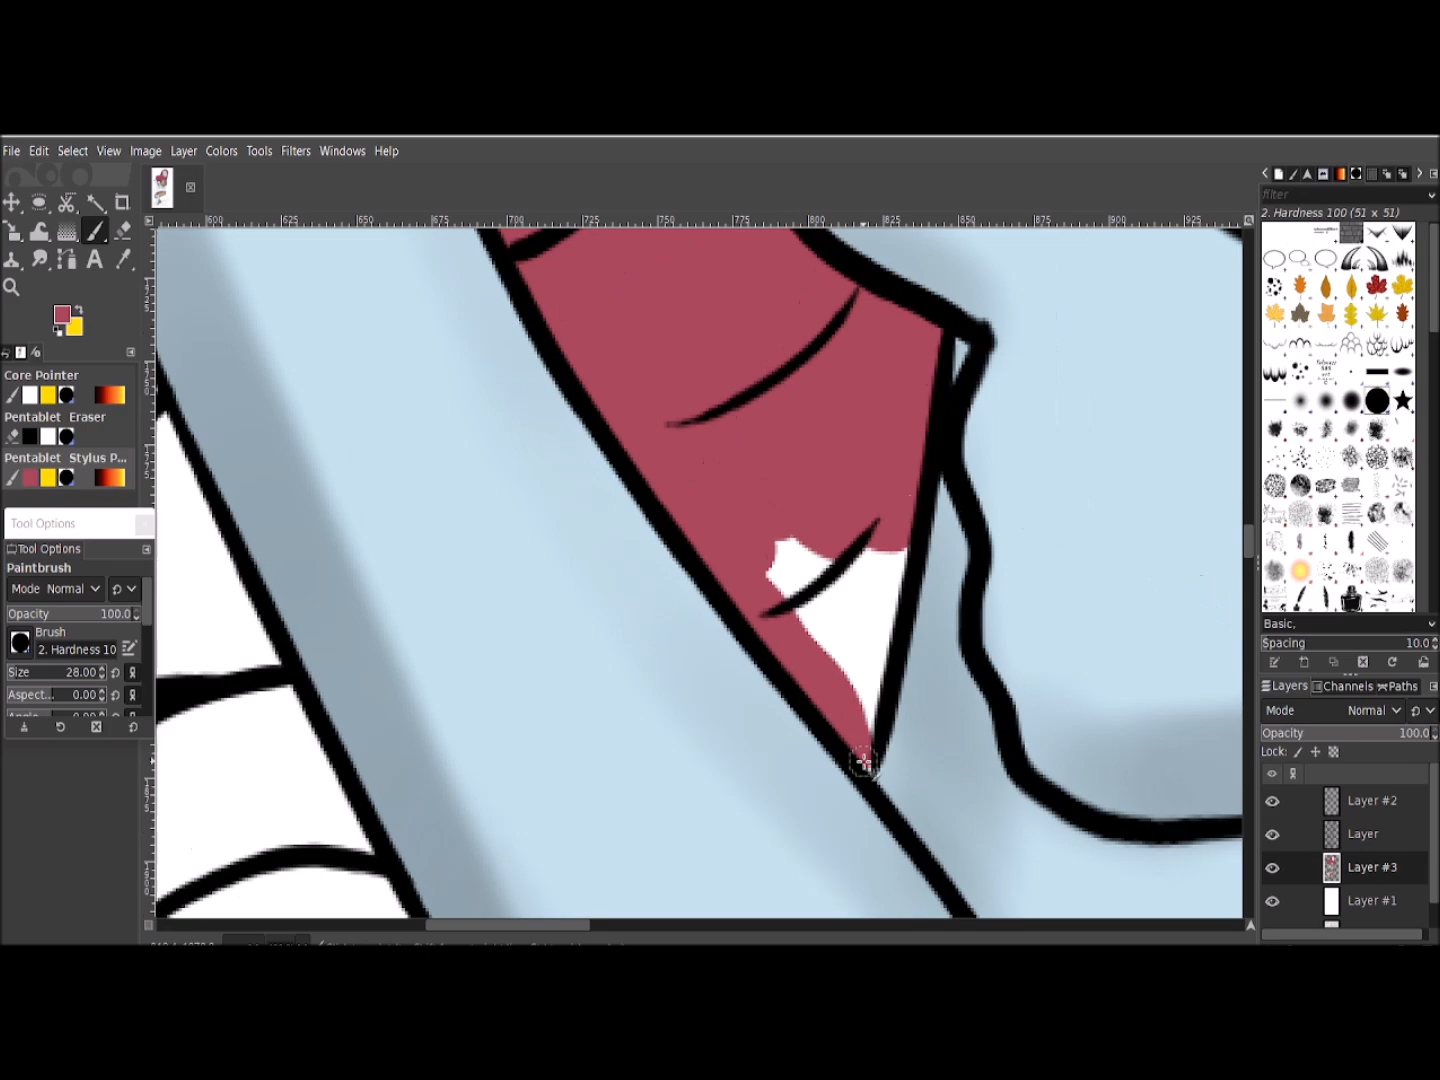 File Edit Select View Image Layer Colors Tools Filters Windows Help
600 625 650 675 700 725 750 775 800 825 850 875 900 925
filter
2. Hardness 100 (51 x 51)
Core Pointer
Pentablet Eraser
Pentablet Stylus P...
Tool Options
Tool Options
Paintbrush
Mode Normal
Opacity 100.0
Brush
2. Hardness 10
Size 28.00
Aspect... 0.00
Basic,
Spacing 10.0
Layers Channels Paths
Mode Normal
Opacity 100.0
Lock:
Layer #2
Layer
Layer #3
Layer #1